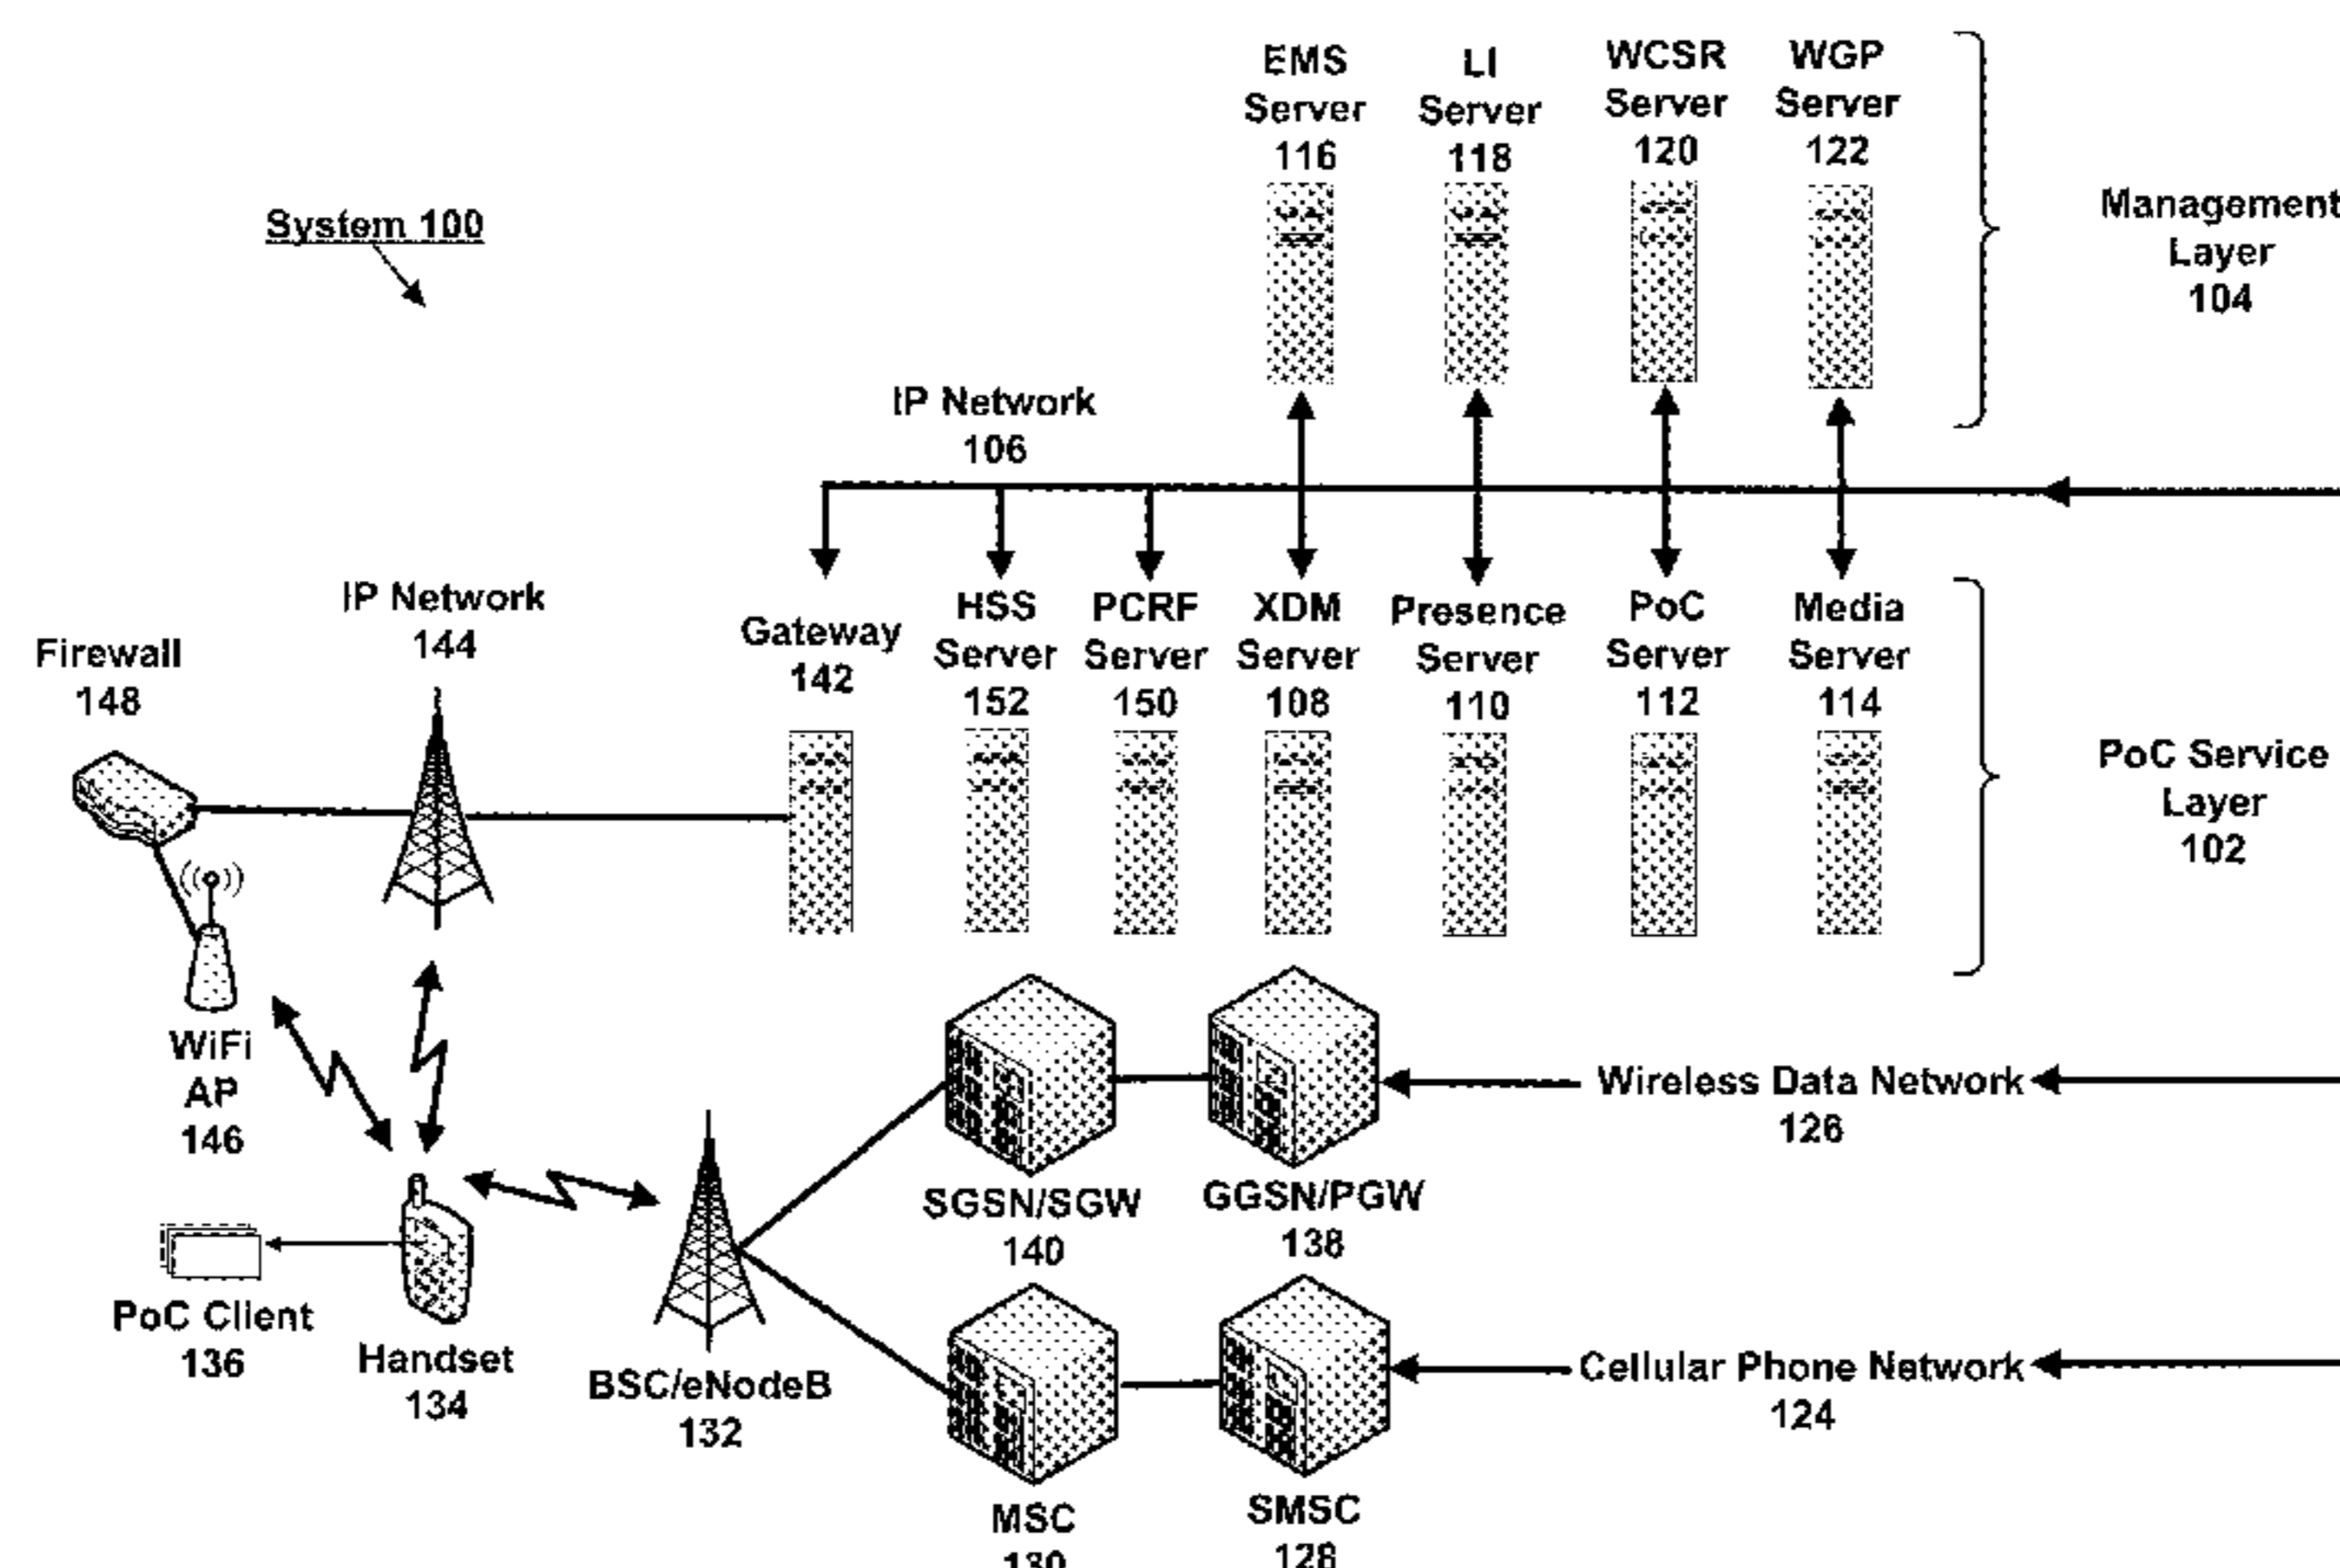 System 100
EMS
Server
116
LI
Server
118
WCSR
Server
120
WGP
Server
122
Management
Layer
104
IP Network
106
Firewall
148
IP Network
144
Gateway
142
HSS
Server
152
PCRF
Server
150
XDM
Server
108
Presence
Server
110
PoC
Server
112
Media
Server
114
PoC Service
Layer
102
WiFi
AP
146
PoC Client
136
Handset
134
BSC/eNodeB
132
SGSN/SGW
140
GGSN/PGW
138
Wireless Data Network
126
MSC
130
SMSC
128
Cellular Phone Network
124